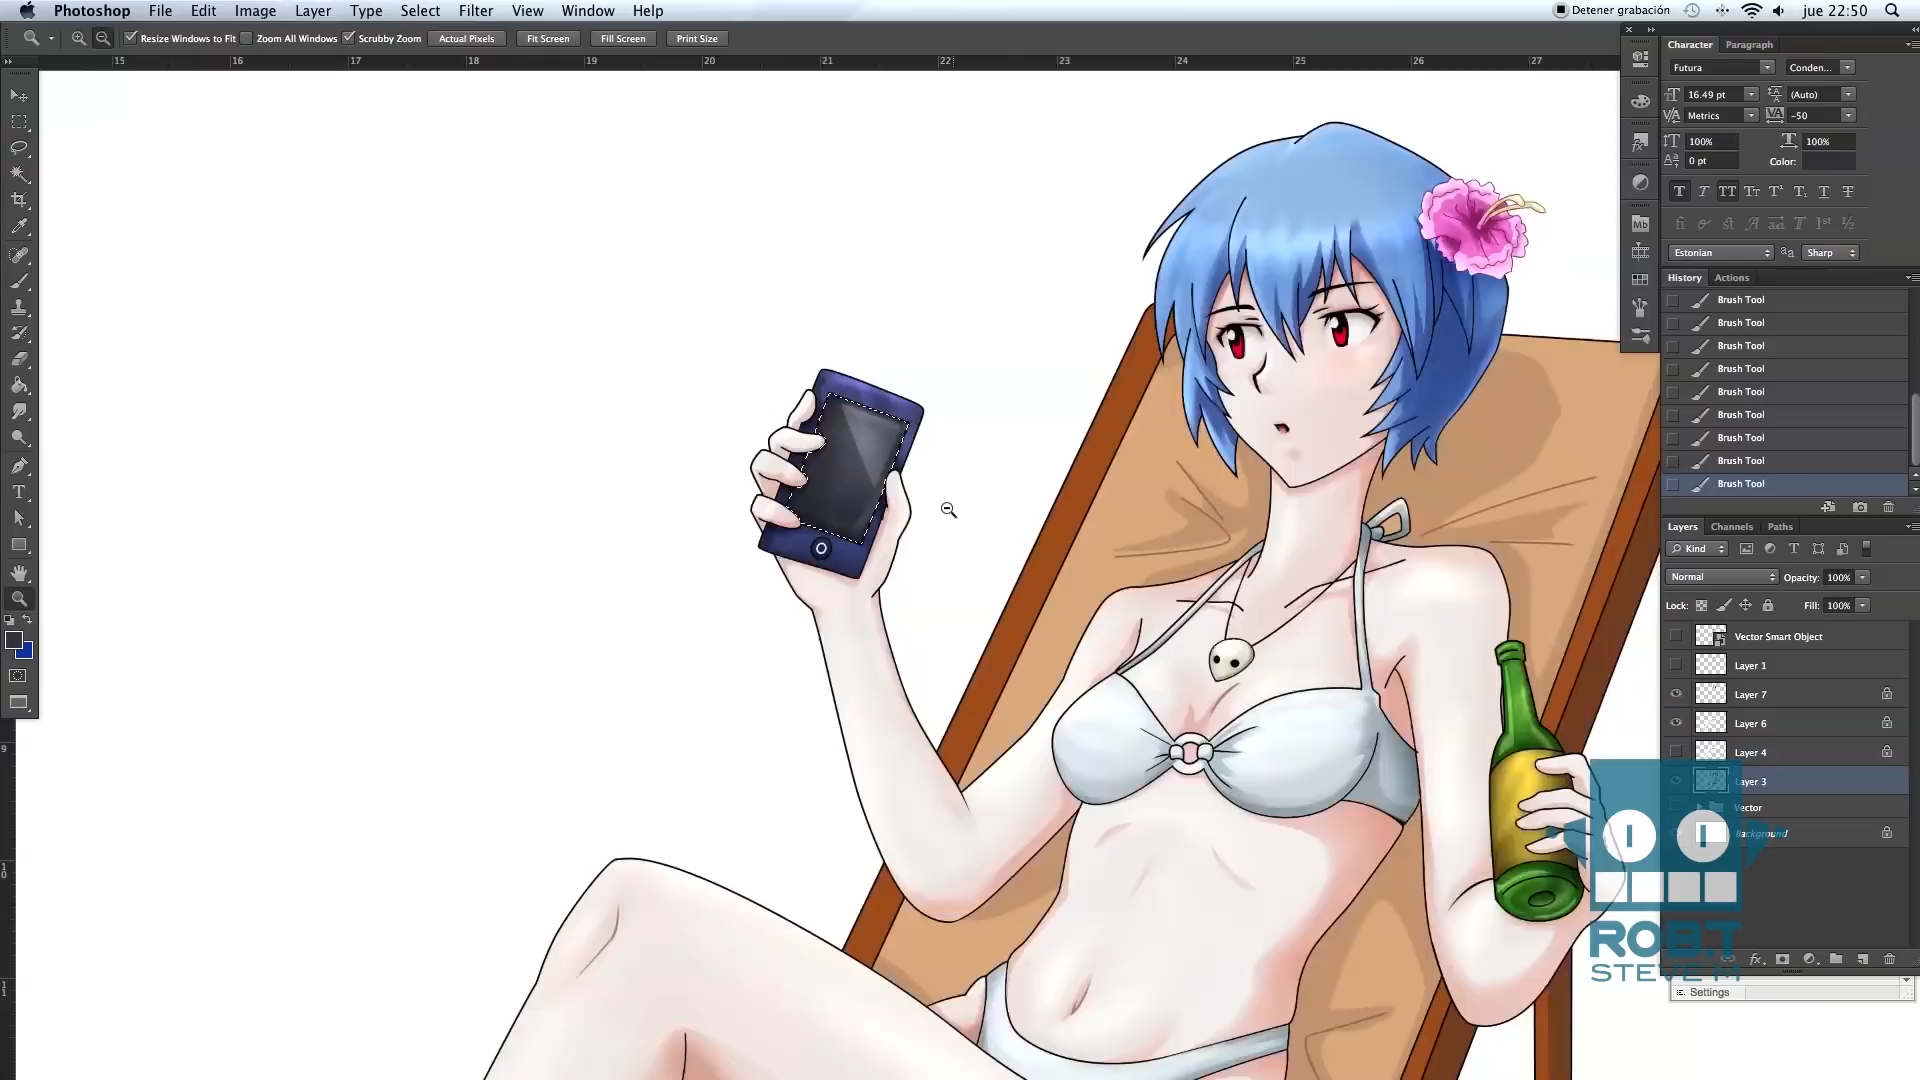 Photoshop File Edit Image Layer Type Select Filter View Window Help Detener grabación jue 22:50
Resize Windows to Fit Zoom All Windows Scrubby Zoom Actual Pixels Fit Screen Fill Screen Print Size
15 16 17 18 19 20 21 22 23 24 25 26 27
Character Paragraph
Futura Conden...
16.49 pt (Auto)
Metrics -50
100% 100%
0 pt Color:
Estonian Sharp
History Actions
Brush Tool
Brush Tool
Brush Tool
Brush Tool
Brush Tool
Brush Tool
Brush Tool
Brush Tool
Brush Tool
Layers Channels Paths
Kind
Normal Opacity: 100%
Lock: Fill: 100%
Vector Smart Object
Layer 1
Layer 7
Layer 6
Layer 4
Layer 3
Vector
Background
ROB.T
STEVE M
Settings
9
10
11